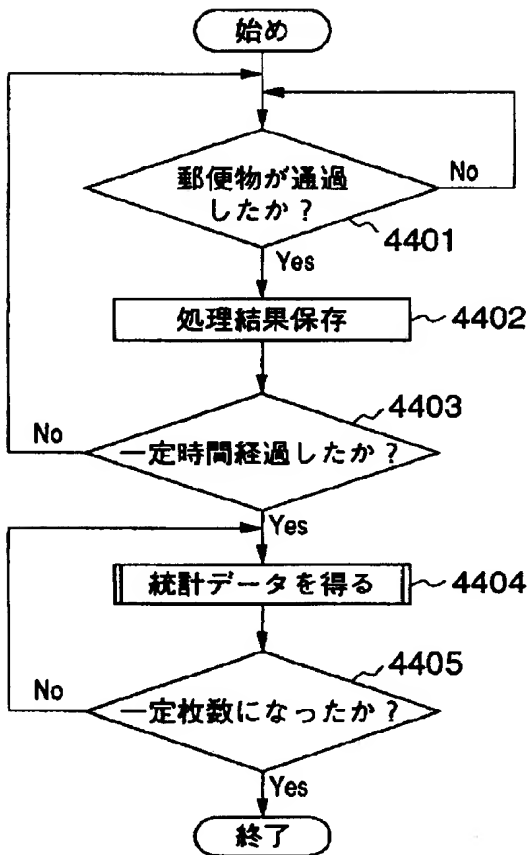 始め
郵便物が通過
したか？
No
4401
Yes
処理結果保存
4402
4403
No
一定時間経過したか？
Yes
統計データを得る
4404
4405
No
一定枚数になったか？
Yes
終了